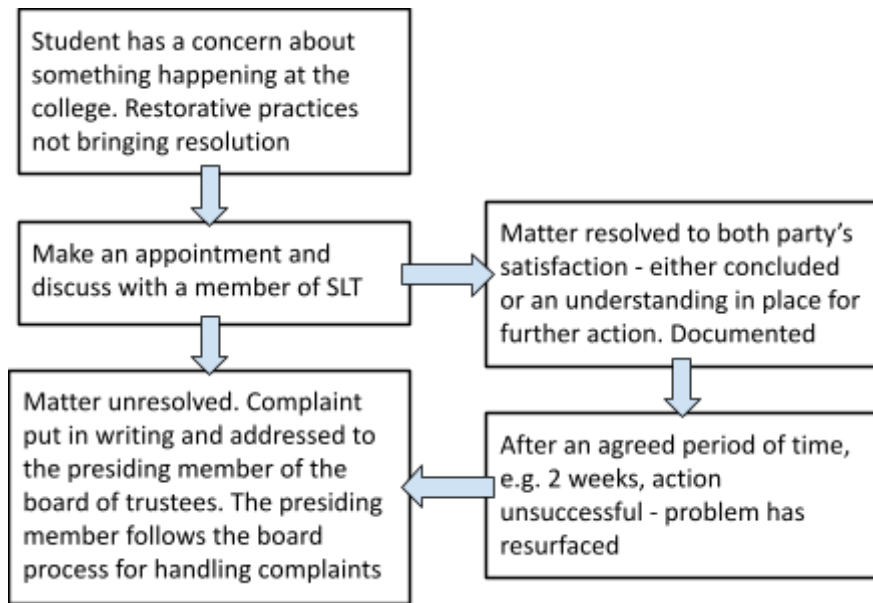 Student has a concern about
something happening at the
college. Restorative practices
not bringing resolution
Make an appointment and
discuss with a member of SLT
Matter resolved to both party’s
satisfaction - either concluded
or an understanding in place for
further action. Documented
After an agreed period of time,
e.g. 2 weeks, action
unsuccessful - problem has
resurfaced
Matter unresolved. Complaint
put in writing and addressed to
the presiding member of the
board of trustees. The presiding
member follows the board
process for handling complaints